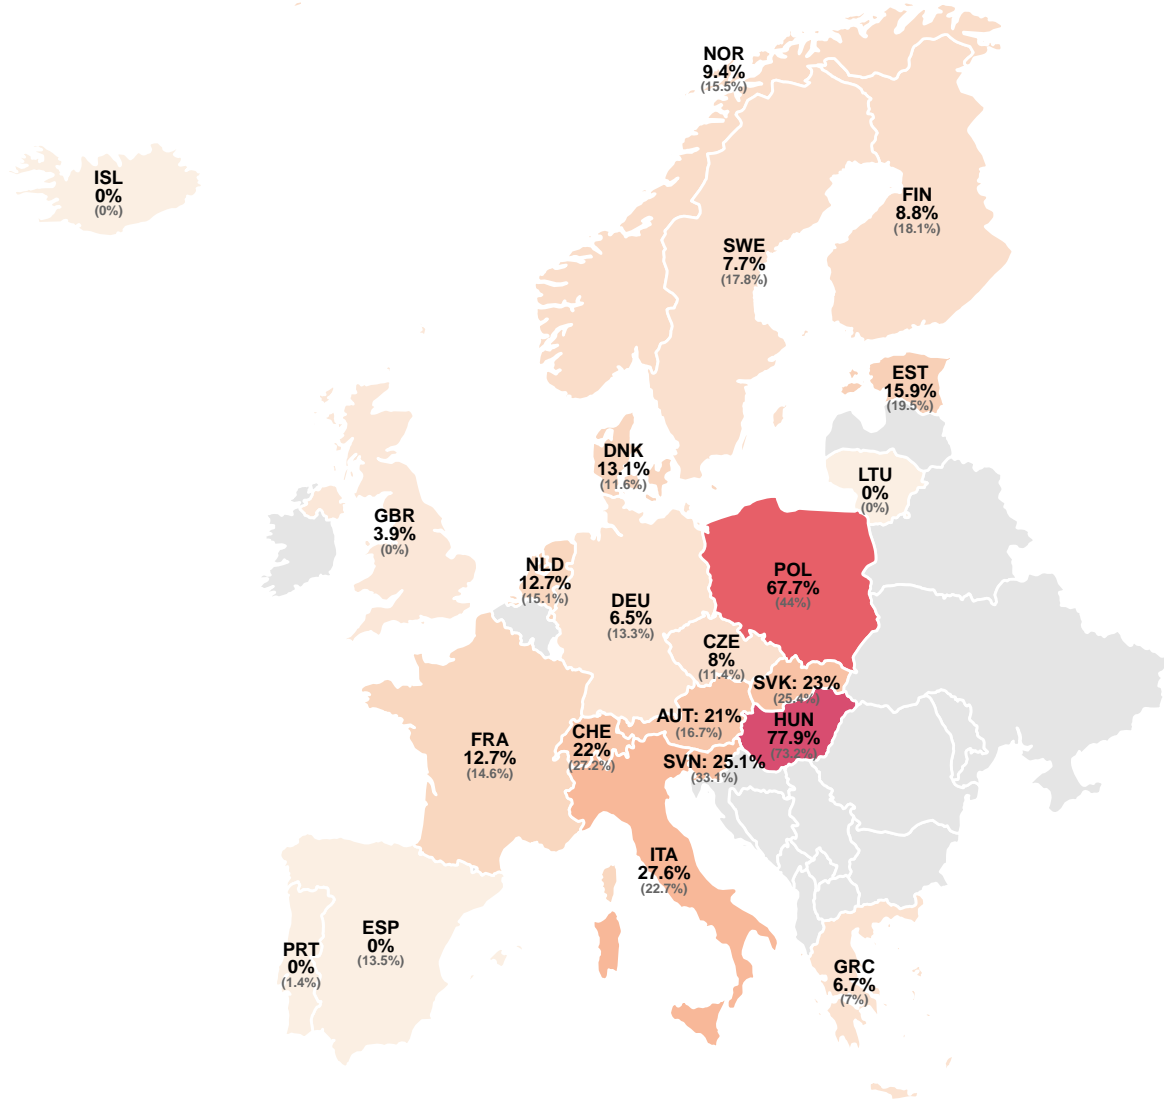 NOR
9.4%
(15.5%)
ISL
0%
(0%)
FIN
8.8%
(18.1%)
SWE
7.7%
(17.8%)
EST
15.9%
(19.5%)
DNK
13.1%
(11.6%)
LTU
0%
(0%)
GBR
3.9%
(0%)
NLD
12.7%
(15.1%)
POL
67.7%
(44%)
DEU
6.5%
(13.3%)
CZE
8%
(11.4%)
SVK: 23%
(25.4%)
AUT: 21%
(16.7%)
HUN
77.9%
(73.2%)
CHE
22%
(27.2%)
FRA
12.7%
(14.6%)
SVN: 25.1%
(33.1%)
ITA
27.6%
(22.7%)
ESP
0%
(13.5%)
PRT
0%
(1.4%)
GRC
6.7%
(7%)